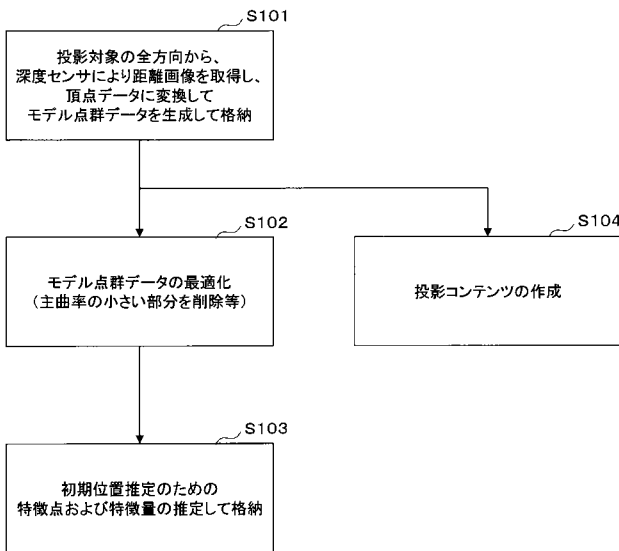 S101
投影対象の全方向から、
深度センサにより距離画像を取得し、
頂点データに変換して
モデル点群データを生成して格納
S102
モデル点群データの最適化
(主曲率の小さい部分を削除等)
S104
投影コンテンツの作成
S103
初期位置推定のための
特徴点および特徴量の推定して格納